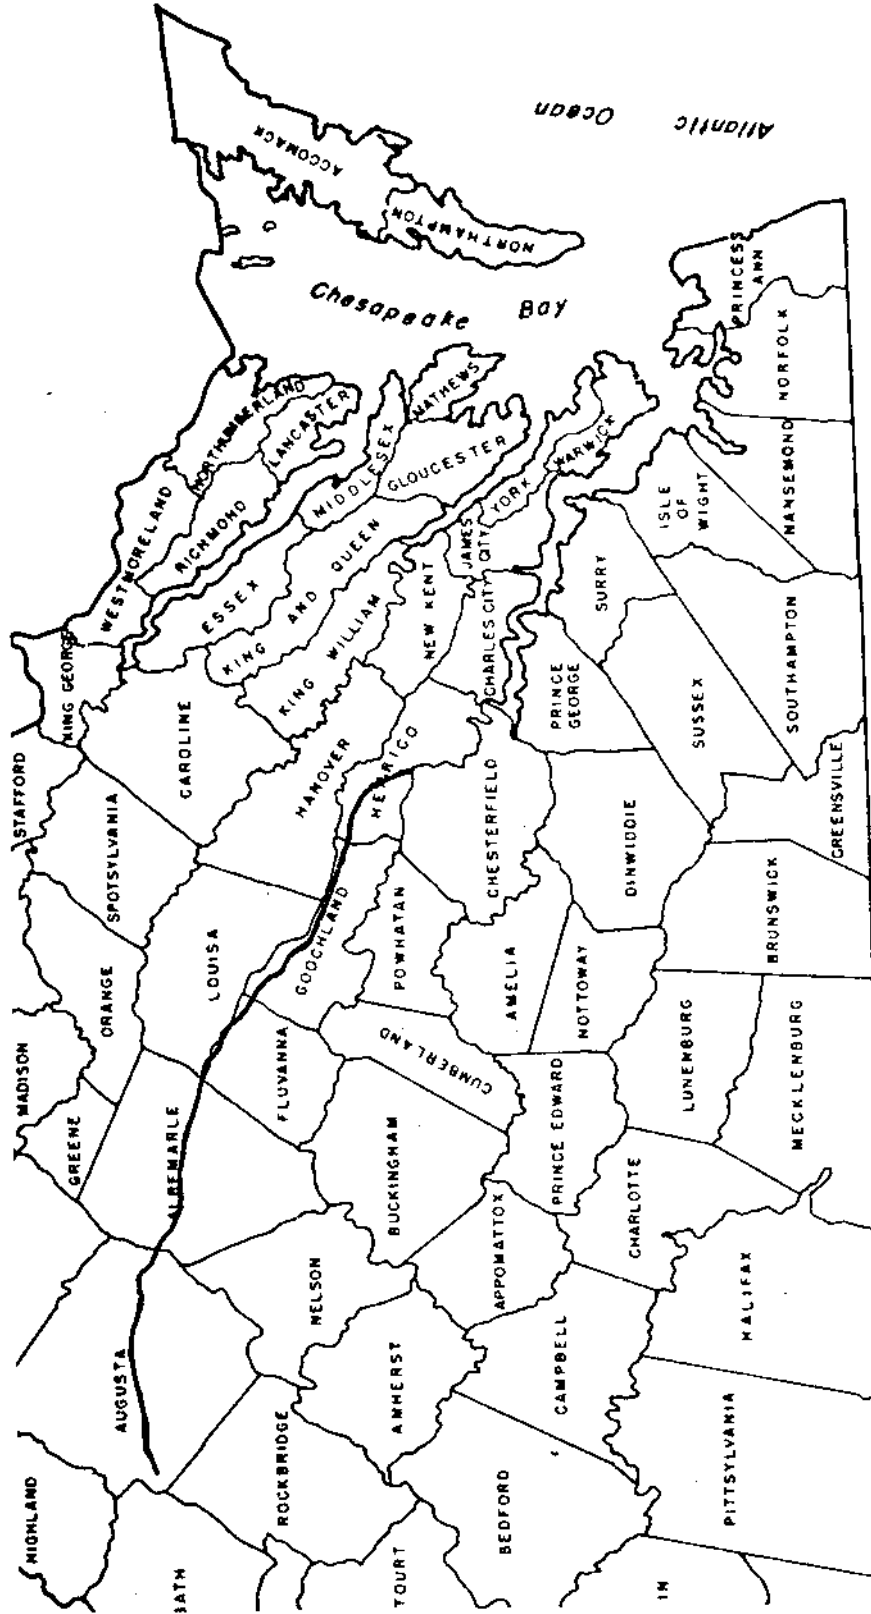 HIGHLAND
BATH
AUGUSTA
ROCKBRIDGE
TOURT
BEDFORD
IN
PITTSYLVANIA
CAMPBELL
AMHERST
NELSON
APPOMATTOX
HALIFAX
CHARLOTTE
BUCKINGHAM
PRINCE EDWARD
ALBEMARLE
GREENE
MADISON
ORANGE
FLUVANNA
CUMBERLAND
LUNENBURG
MECKLENBURG
LOUISA
GOOCHLAND
POWHATAN
AMELIA
NOTTOWAY
BRUNSWICK
SPOTSYLVANIA
STAFFORD
CAROLINE
HANOVER
HENRICO
CHESTERFIELD
DINWIDDIE
GREENSVILLE
KING GEORGE
WESTMORELAND
RICHMOND
NORTHUMBERLAND
LANCASTER
ESSEX
KING AND QUEEN
KING WILLIAM
NEW KENT
CHARLES CITY
JAMES
CITY
PRINCE
GEORGE
SUSSEX
SOUTHAMPTON
SURRY
ISLE
OF
WIGHT
NANSEMOND
NORFOLK
PRINCESS
ANN
MIDDLESEX
GLOUCESTER
MATHEWS
YORK
WARWICK
ACCOMACK
NORTHAMPTON
Chesapeake Bay
Atlantic Ocean